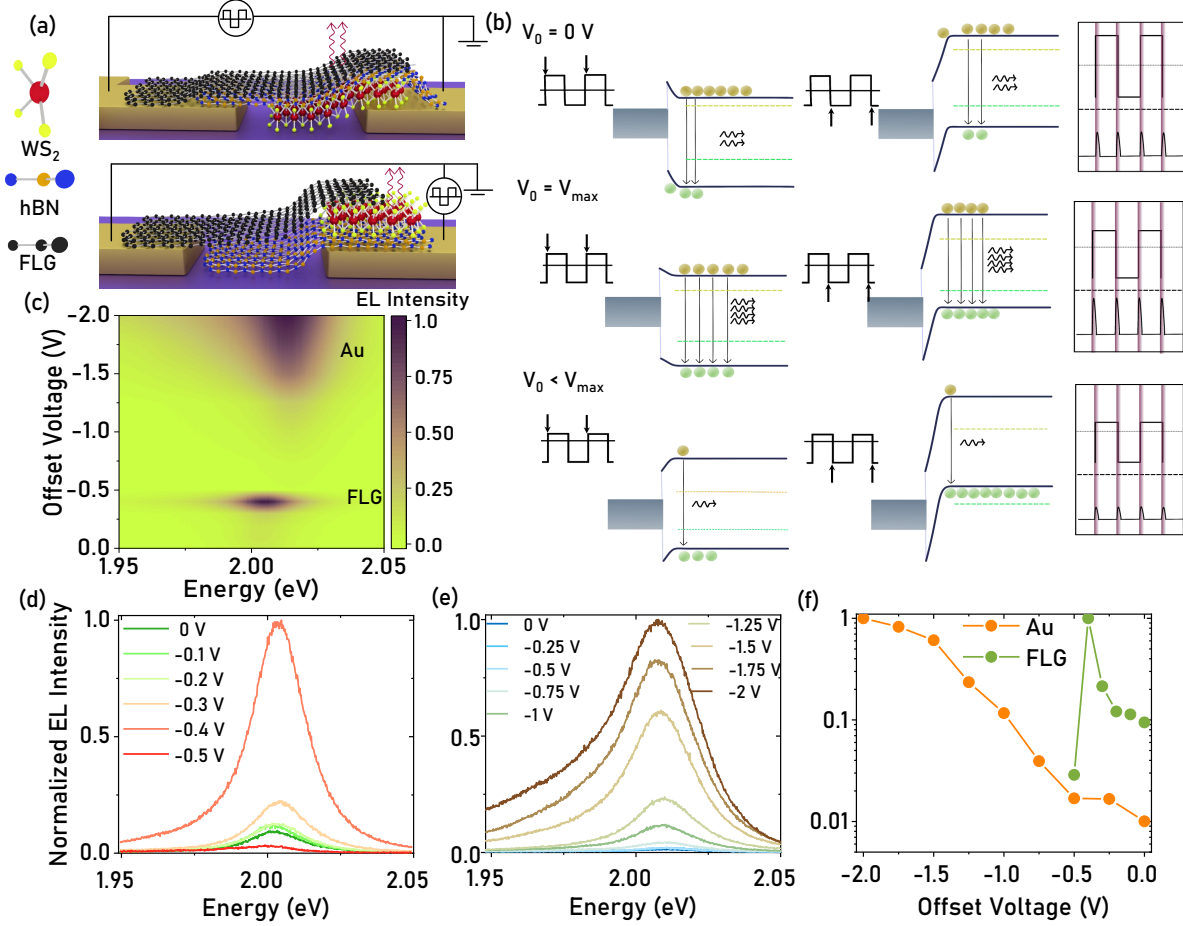 (a)
WS₂
hBN
FLG
(b)
V₀ = 0 V
V₀ = Vₘₐₓ
V₀ < Vₘₐₓ
(c)
EL Intensity
Offset Voltage (V)
-2.0
-1.5
-1.0
-0.5
0.0
Au
FLG
1.0
0.75
0.50
0.25
0.0
1.95
2.00
2.05
Energy (eV)
(d)
Normalized EL Intensity
1.0
0.5
0.0
0 V
-0.1 V
-0.2 V
-0.3 V
-0.4 V
-0.5 V
1.95
2.00
2.05
Energy (eV)
(e)
1.0
0.5
0.0
0 V
-0.25 V
-0.5 V
-0.75 V
-1 V
-1.25 V
-1.5 V
-1.75 V
-2 V
1.95
2.00
2.05
Energy (eV)
(f)
1
0.1
0.01
Au
FLG
-2.0
-1.5
-1.0
-0.5
0.0
Offset Voltage (V)